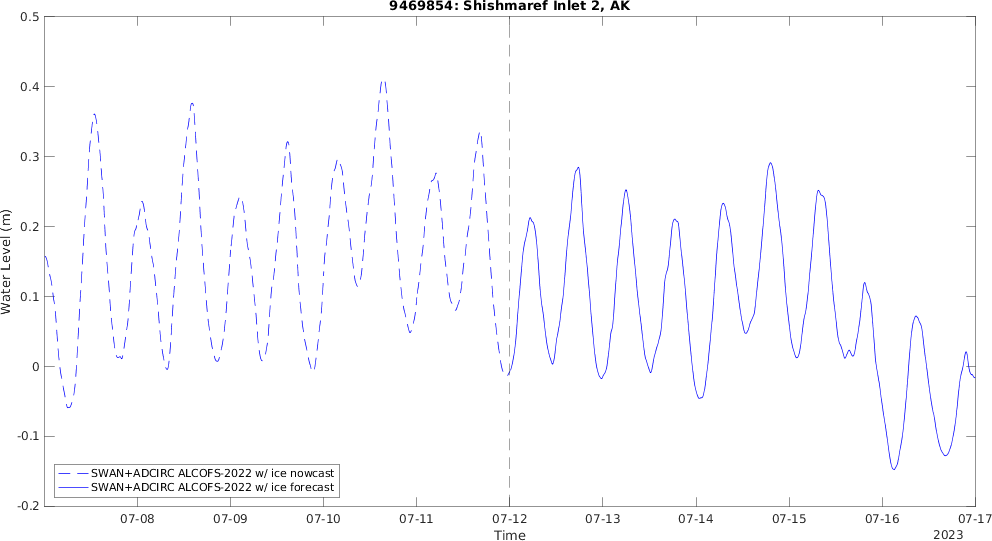 9469854: Shishmaref Inlet 2, AK
0.5
0.4
0.3
0.2
0.1
0
-0.1
-0.2
Water Level (m)
SWAN+ADCIRC ALCOFS-2022 w/ ice nowcast
SWAN+ADCIRC ALCOFS-2022 w/ ice forecast
07-08 07-09 07-10 07-11 07-12 07-13 07-14 07-15 07-16 07-17
Time
2023